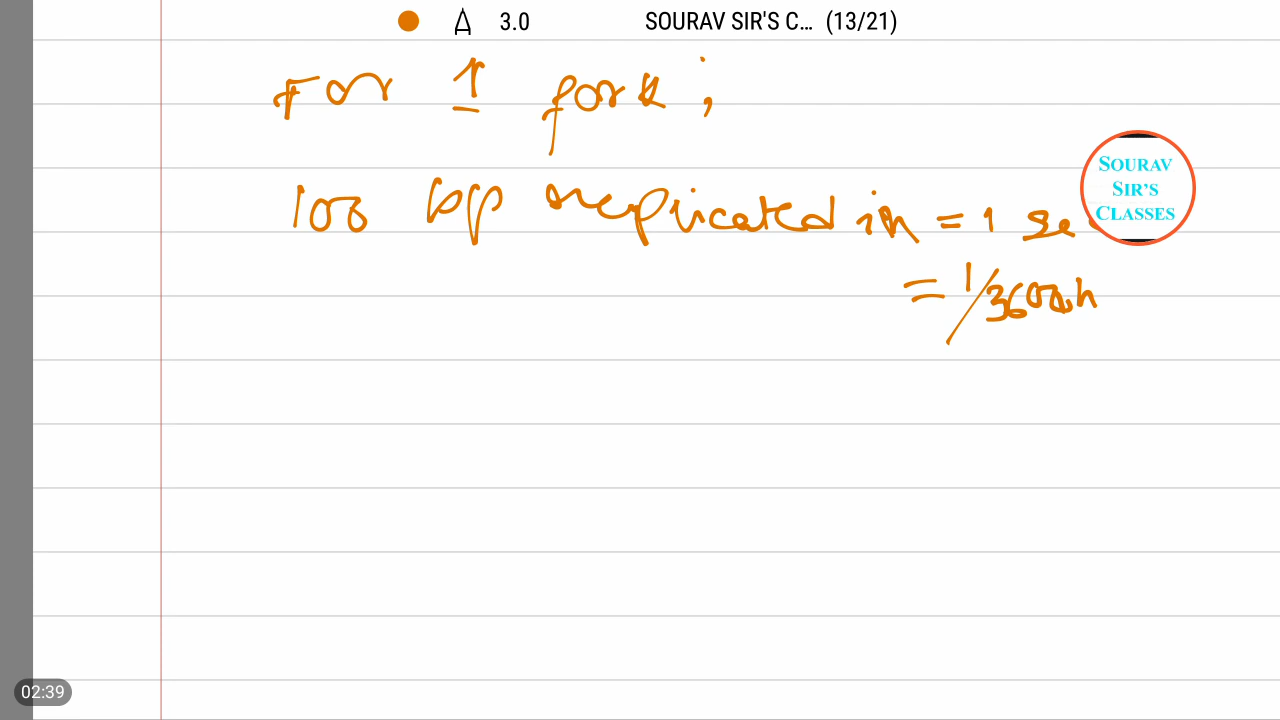 3.0 SOURAV SIR'S C... (13/21)
For 1 fork ;
100 bp replicated in = 1 sec
= 1/3600 h
SOURAV
SIR'S
CLASSES
02:39